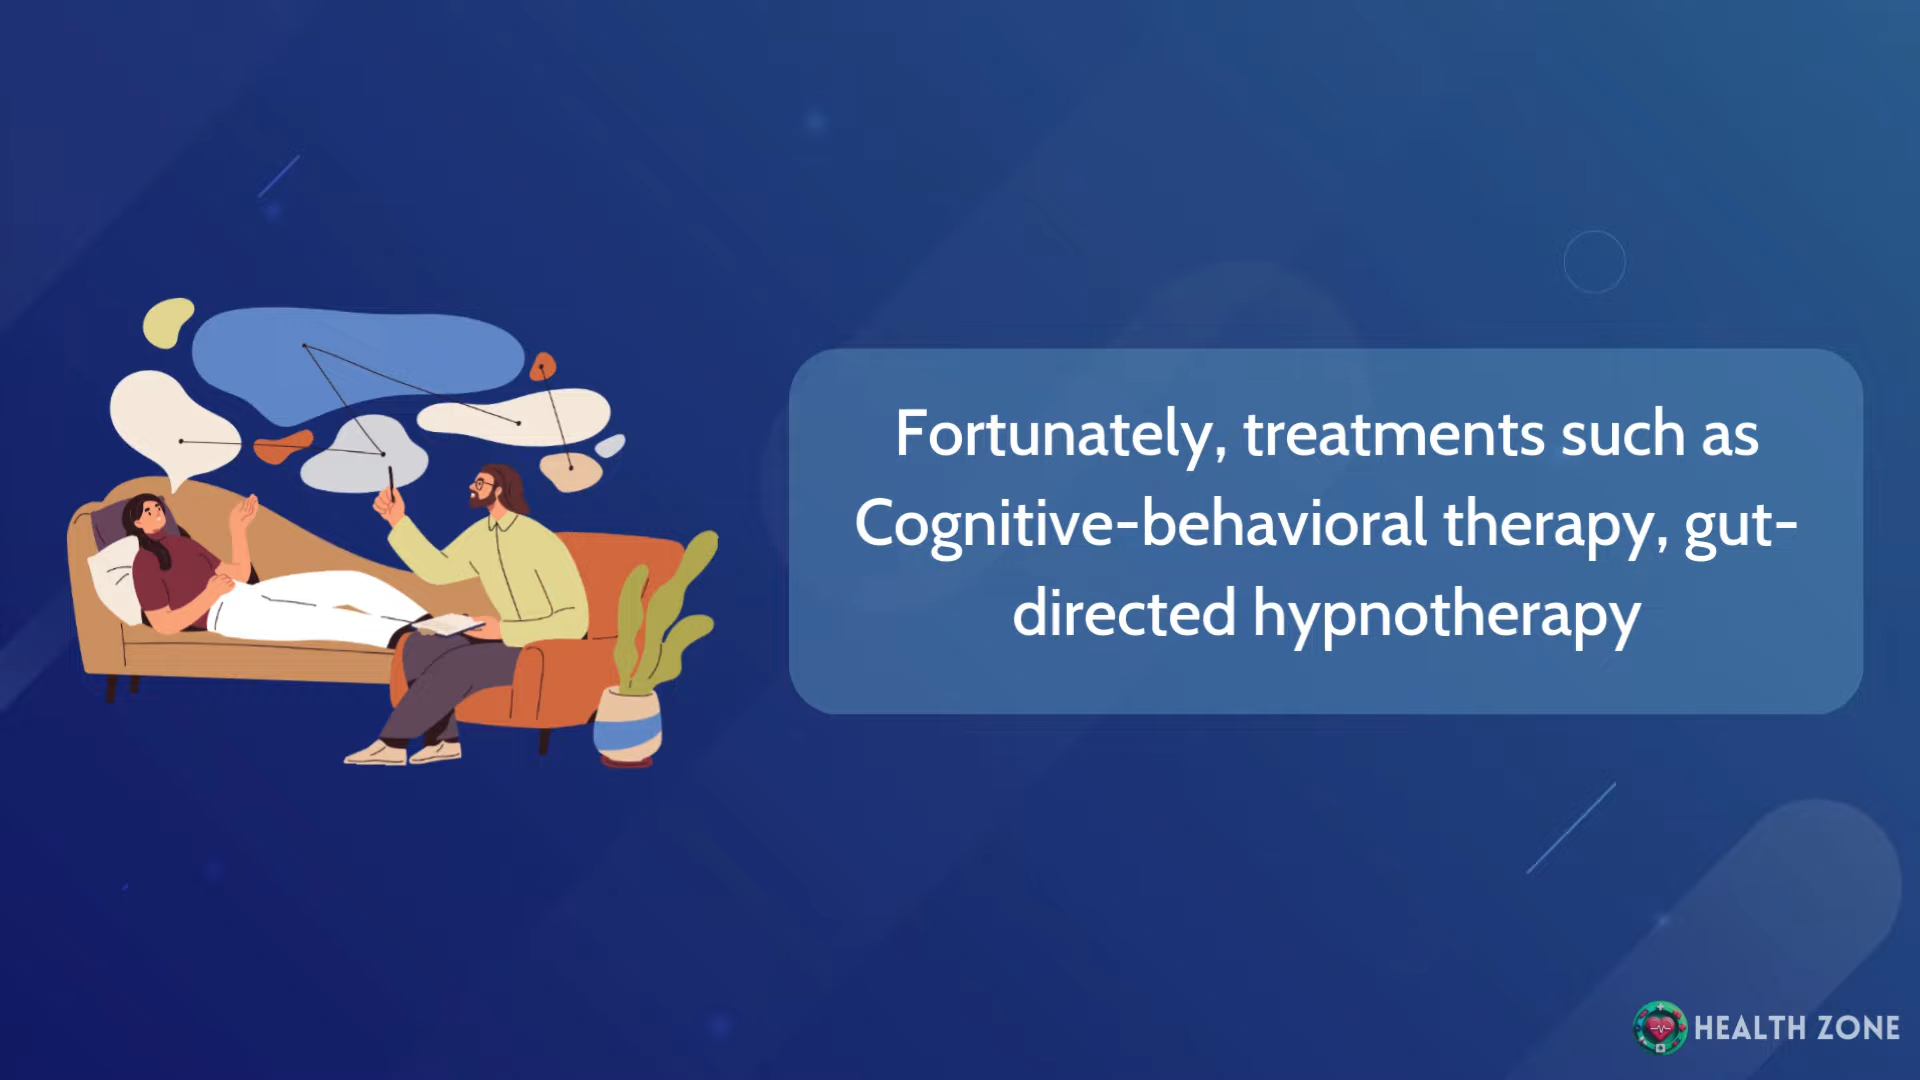 Fortunately, treatments such as
Cognitive-behavioral therapy, gut-
directed hypnotherapy
HEALTH ZONE